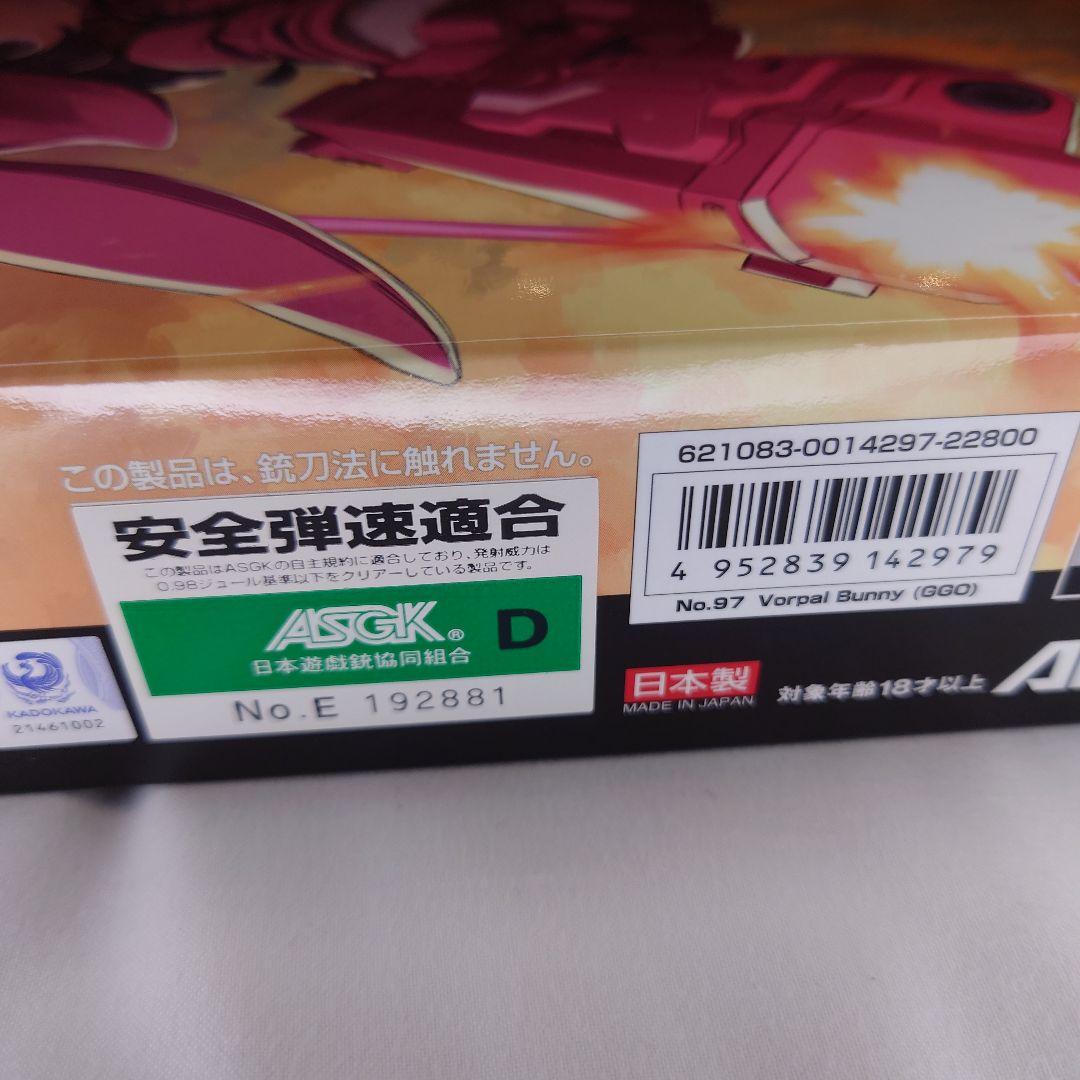 この製品は、銃刀法に触れません。
安全弾速適合
この製品はASGKの自主規約に適合しており、発射威力は
0.98ジュール基準以下をクリアーしている製品です。
ASGK® D
日本遊戯銃協同組合
No.E 192881
KADOKAWA
21461002
621083-0014297-22800
4 952839 142979
No.97 Vorpal Bunny (GGO)
日本製
MADE IN JAPAN
対象年齢18才以上